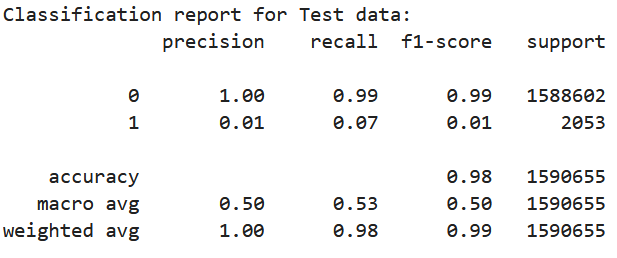 Classification report for Test data:
precision recall f1-score support
0 1.00 0.99 0.99 1588602
1 0.01 0.07 0.01 2053
accuracy 0.98 1590655
macro avg 0.50 0.53 0.50 1590655
weighted avg 1.00 0.98 0.99 1590655